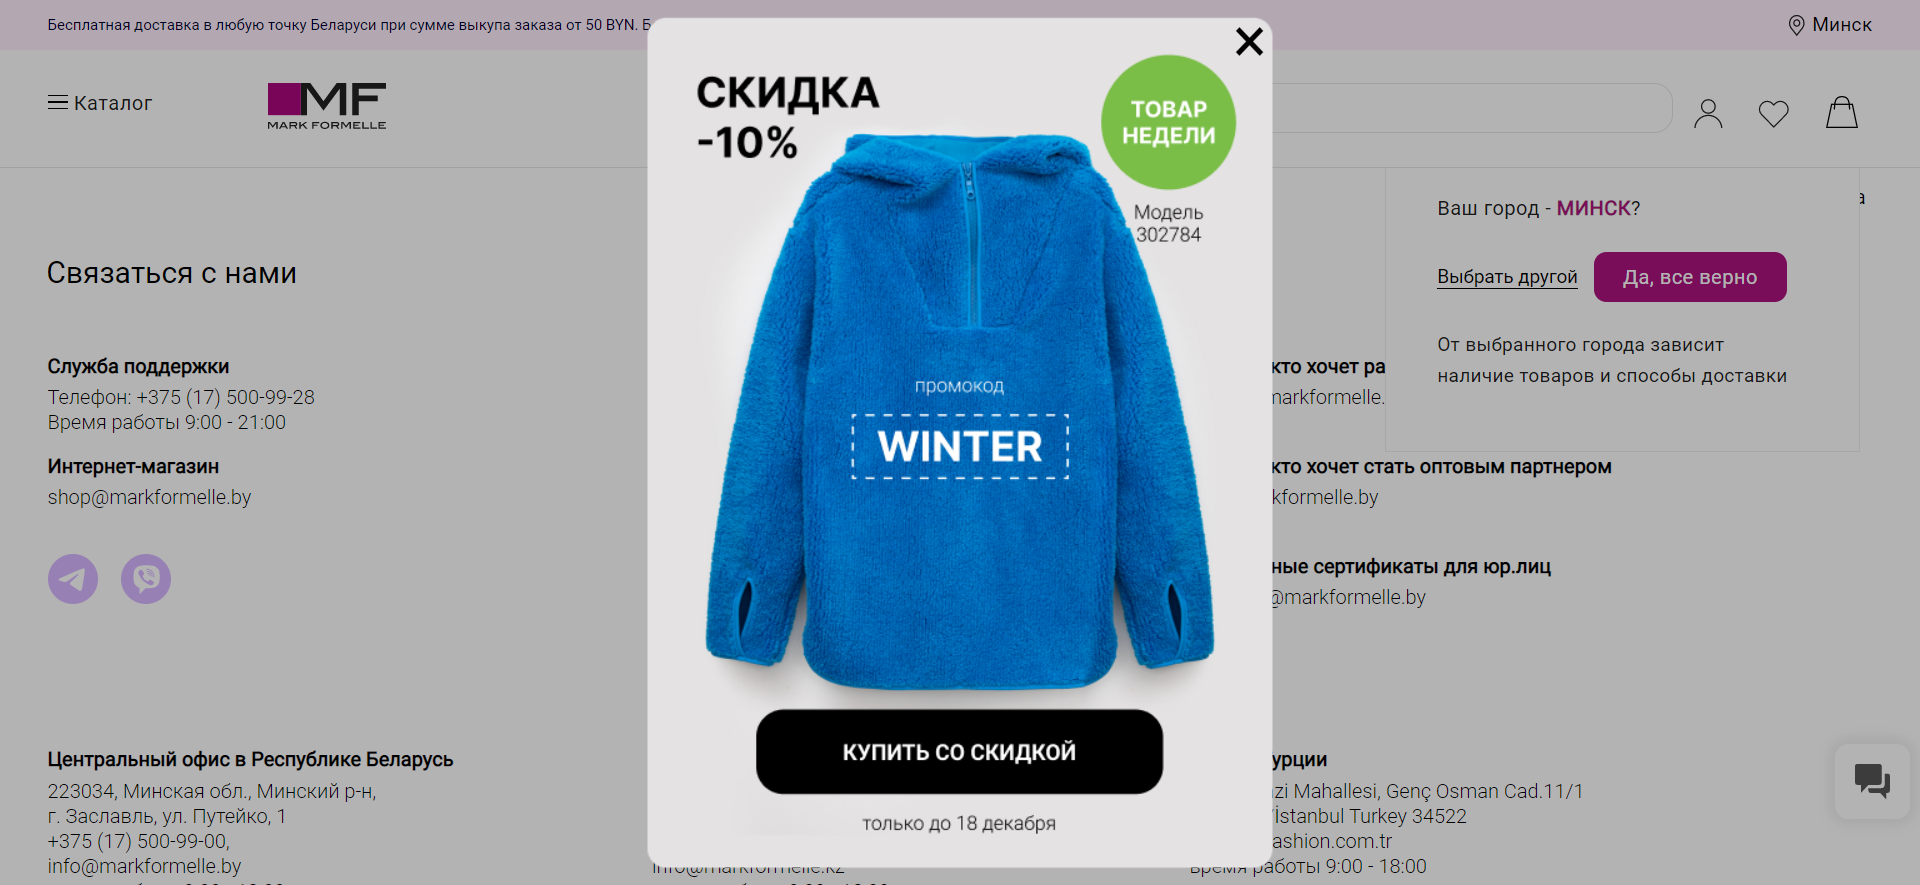 Бесплатная доставка в любую точку Беларуси при сумме выкупа заказа от 50 BYN.
Минск
Каталог
MF
MARK FORMELLE
СКИДКА
-10%
ТОВАР
НЕДЕЛИ
Модель
302784
промокод
WINTER
КУПИТЬ СО СКИДКОЙ
только до 18 декабря
Ваш город - МИНСК?
Выбрать другой
Да, все верно
От выбранного города зависит
наличие товаров и способы доставки
Связаться с нами
Служба поддержки
Телефон: +375 (17) 500-99-28
Время работы 9:00 - 21:00
Интернет-магазин
shop@markformelle.by
кто хочет ра
markformelle.
кто хочет стать оптовым партнером
kformelle.by
ные сертификаты для юр.лиц
@markformelle.by
Центральный офис в Республике Беларусь
223034, Минская обл., Минский р-н,
г. Заславль, ул. Путейко, 1
+375 (17) 500-99-00,
info@markformelle.by
урции
zi Mahallesi, Genç Osman Cad.11/1
/İstanbul Turkey 34522
ashion.com.tr
Время работы 9:00 - 18:00